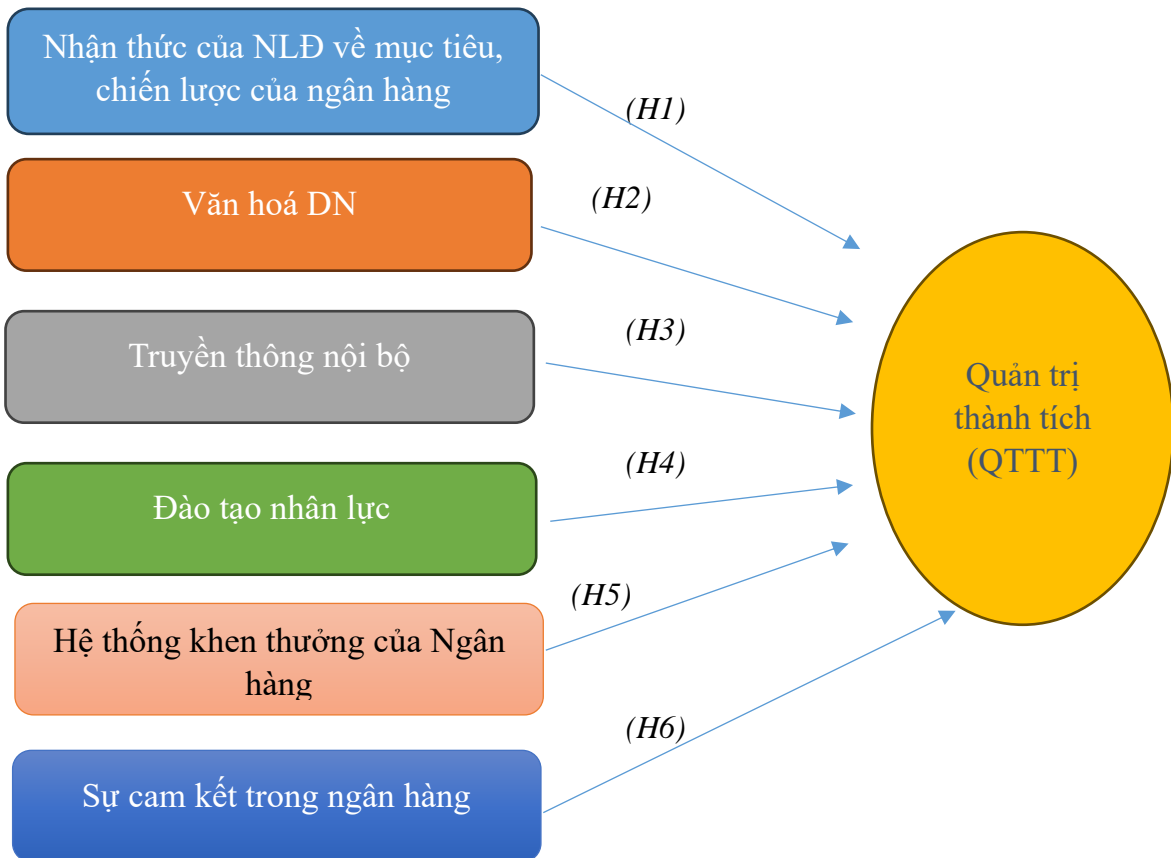 Nhận thức của NLĐ về mục tiêu,
chiến lược của ngân hàng
(H1)
Văn hoá DN
(H2)
Truyền thông nội bộ
(H3)
Đào tạo nhân lực
(H4)
Hệ thống khen thưởng của Ngân
hàng
(H5)
Sự cam kết trong ngân hàng
(H6)
Quản trị
thành tích
(QTTT)